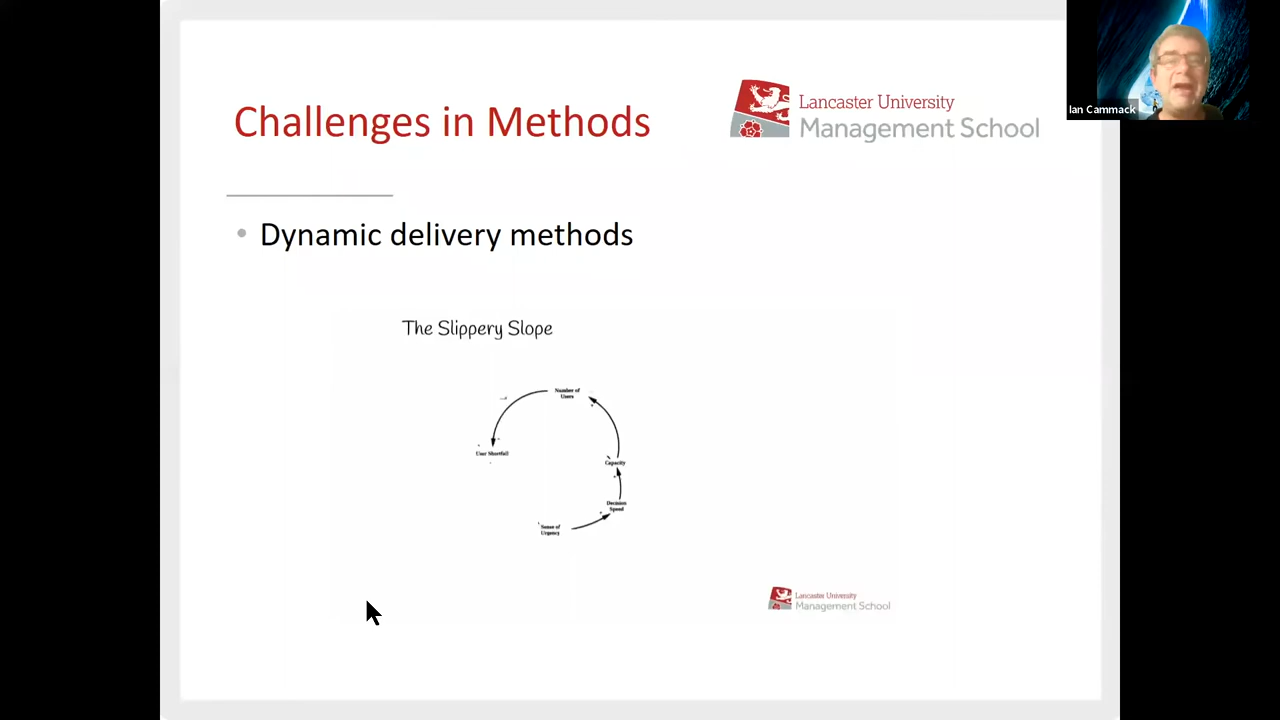 Challenges in Methods
Lancaster University
Management School
Ian Cammack
• Dynamic delivery methods
The Slippery Slope
Number of
Users
User Shortfall
Capacity
Decision
Speed
Sense of
Urgency
Lancaster University
Management School